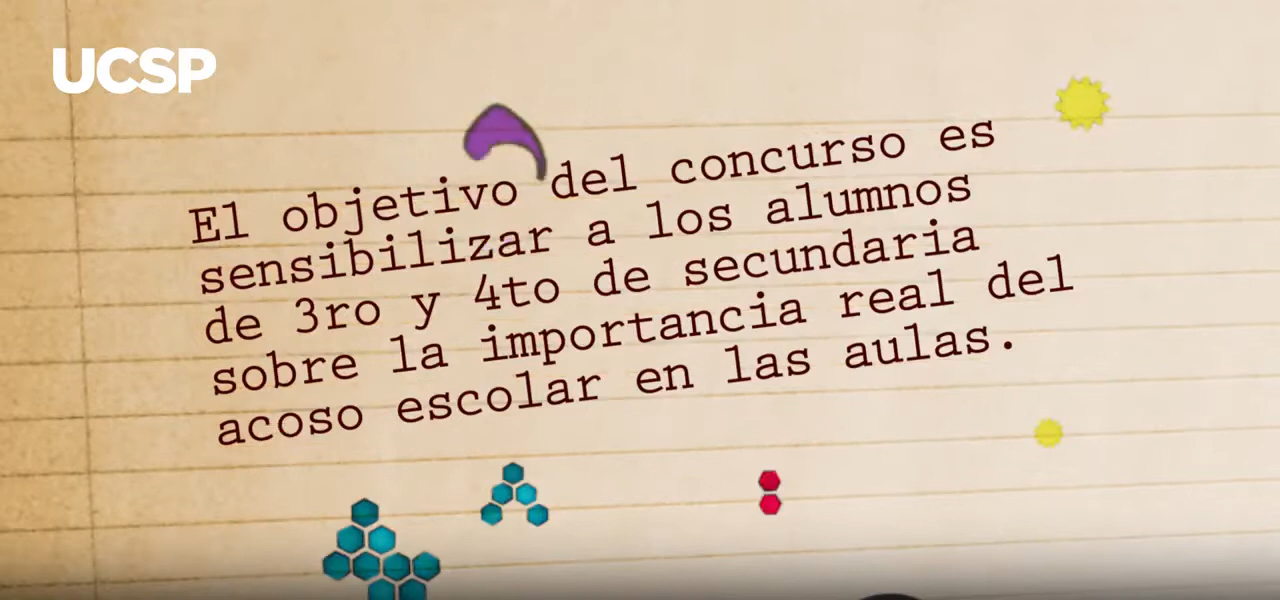 UCSP
El objetivo del concurso es
sensibilizar a los alumnos
de 3ro y 4to de secundaria
sobre la importancia real del
acoso escolar en las aulas.